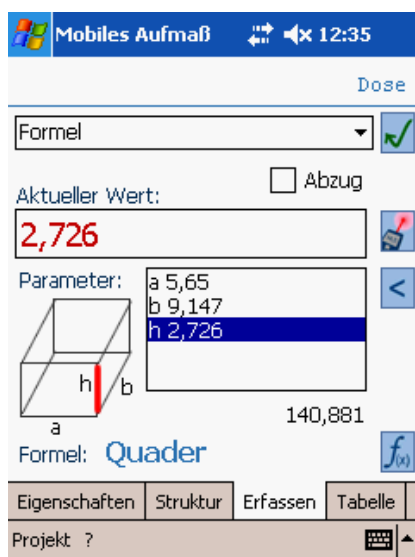 Mobiles Aufmaß 12:35
Dose
Formel
Abzug
Aktueller Wert:
2,726
Parameter:
a 5,65
b 9,147
h 2,726
<
h
b
a
140,881
Formel: Quader
f(x)
Eigenschaften Struktur Erfassen Tabelle
Projekt ?